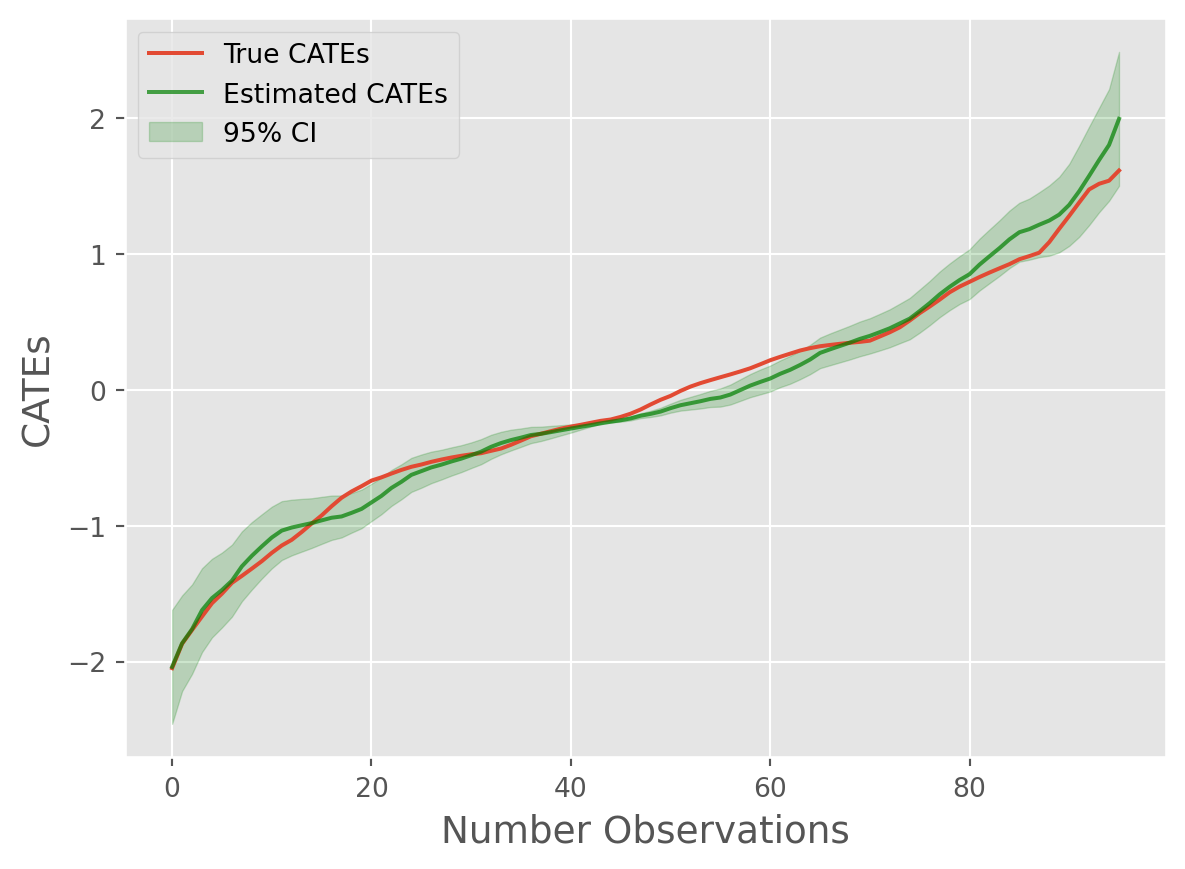 True CATEs
Estimated CATEs
95% CI
2
1
0
−1
−2
CATEs
0 20 40 60 80
Number Observations